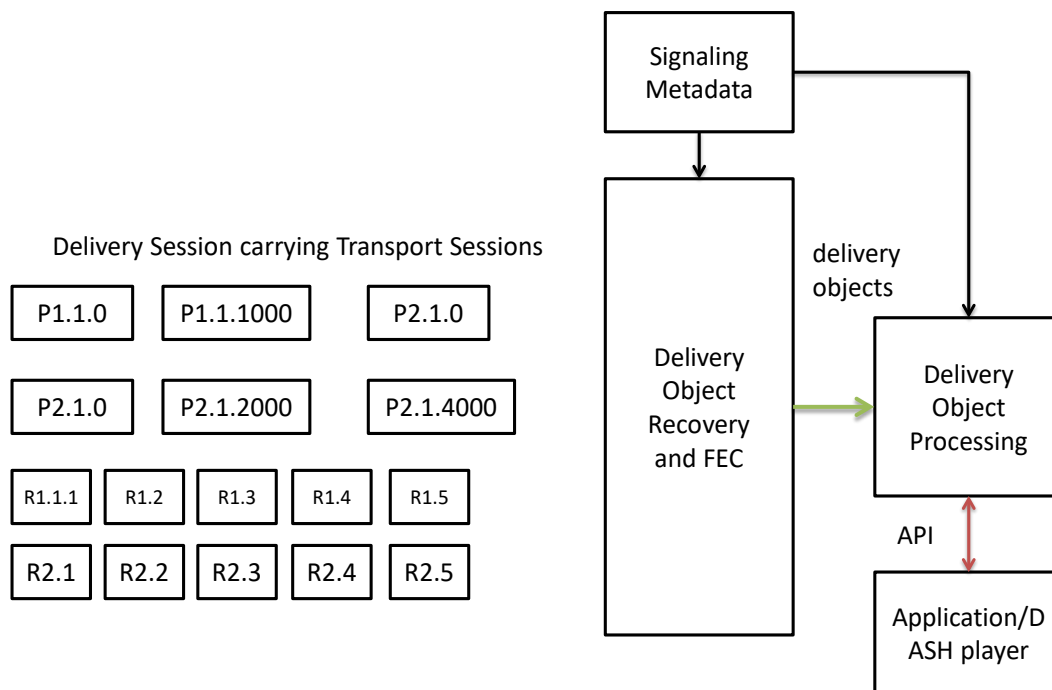 Signaling
Metadata
Delivery Session carrying Transport Sessions
P1.1.0
P1.1.1000
P2.1.0
P2.1.0
P2.1.2000
P2.1.4000
R1.1.1
R1.2
R1.3
R1.4
R1.5
R2.1
R2.2
R2.3
R2.4
R2.5
Delivery
Object
Recovery
and FEC
delivery
objects
Delivery
Object
Processing
API
Application/D
ASH player